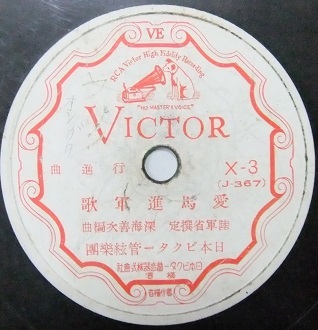 VE
RCA Victor High Fidelity Recording
"HIS MASTER'S VOICE"
VICTOR
曲進行
X-3
(J-367)
歌軍進馬愛
曲編次善海深 定撰省軍陸
團樂絃管ータクビ本日